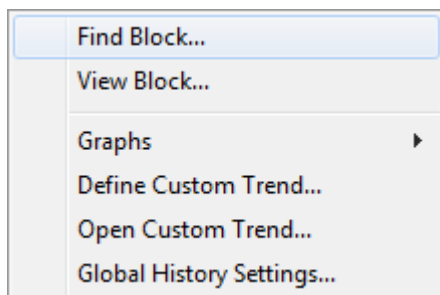 Find Block...
View Block...
Graphs
Define Custom Trend...
Open Custom Trend...
Global History Settings...